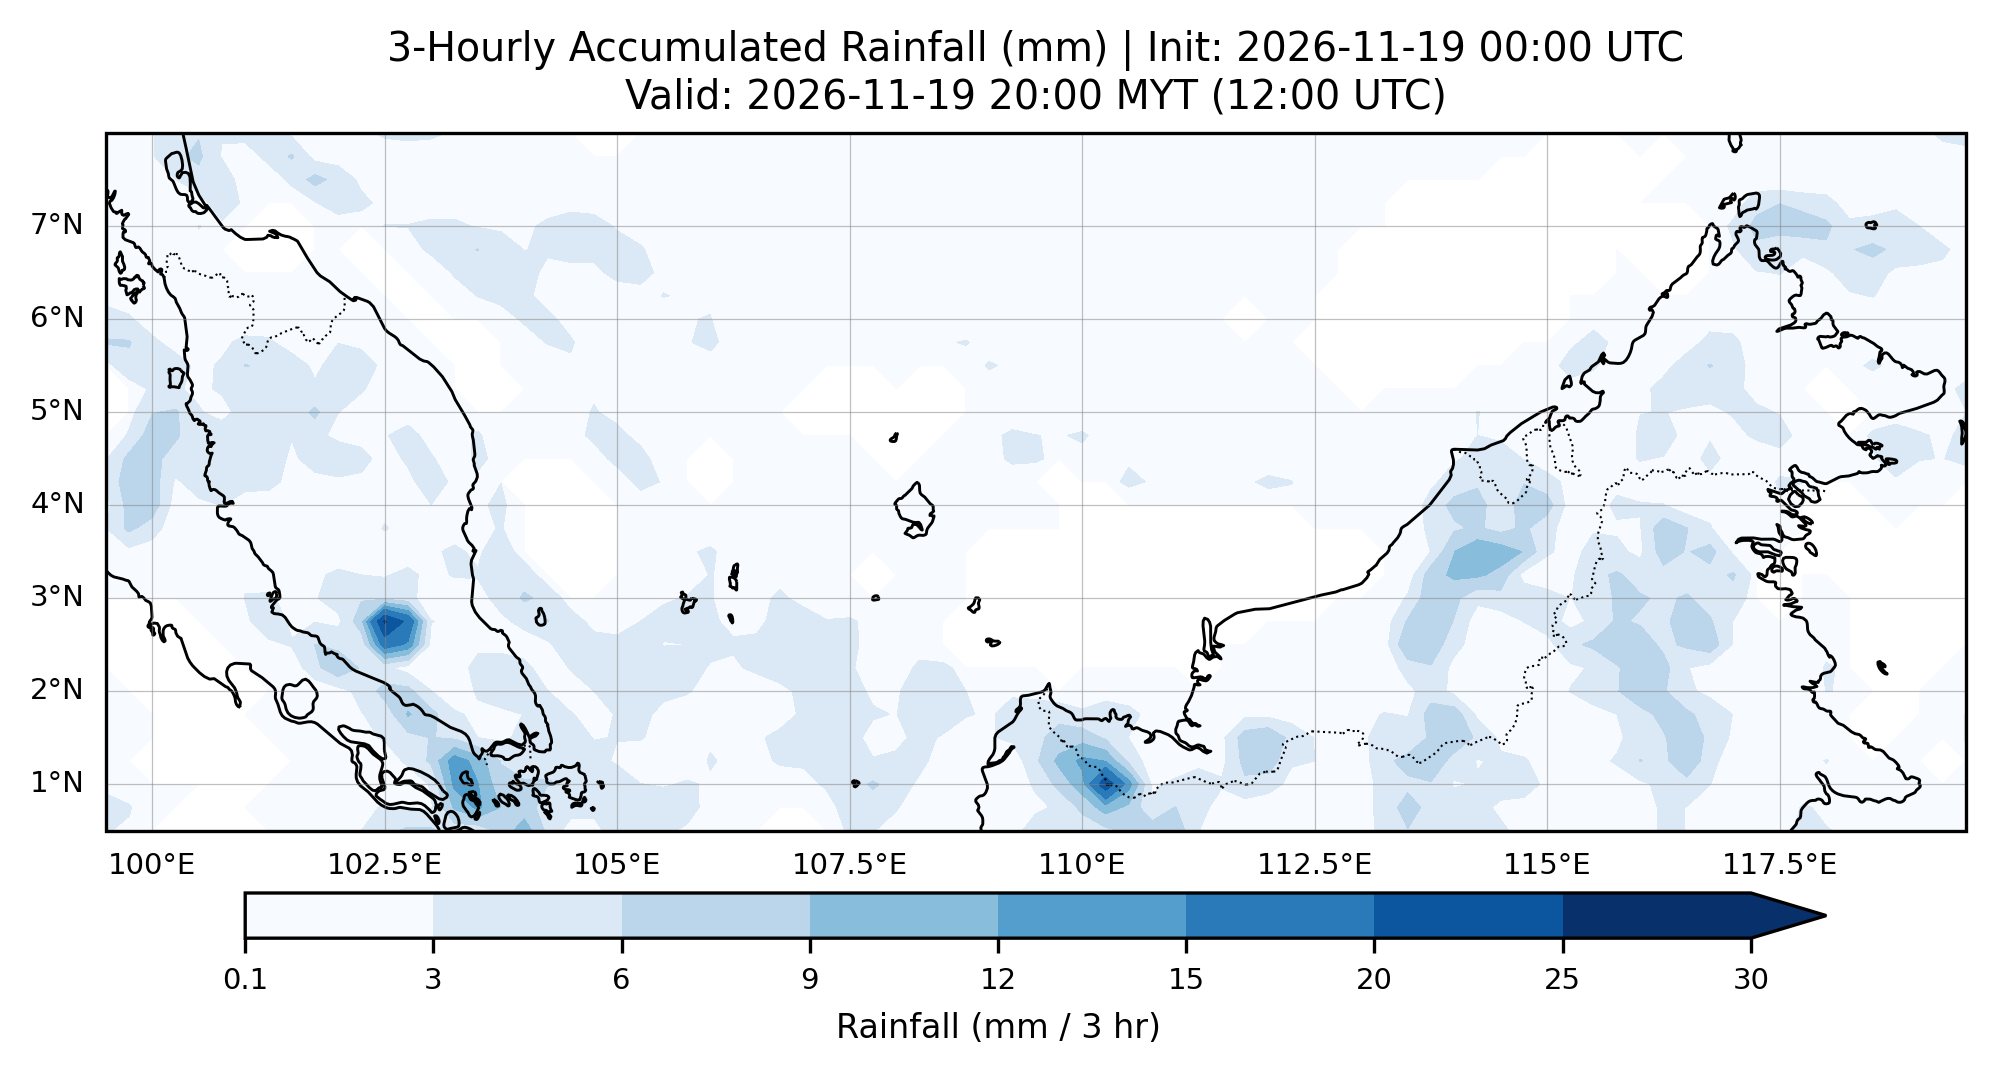 3-Hourly Accumulated Rainfall (mm) | Init: 2026-11-19 00:00 UTC
Valid: 2026-11-19 20:00 MYT (12:00 UTC)
7°N
6°N
5°N
4°N
3°N
2°N
1°N
100°E 102.5°E 105°E 107.5°E 110°E 112.5°E 115°E 117.5°E
0.1 3 6 9 12 15 20 25 30
Rainfall (mm / 3 hr)